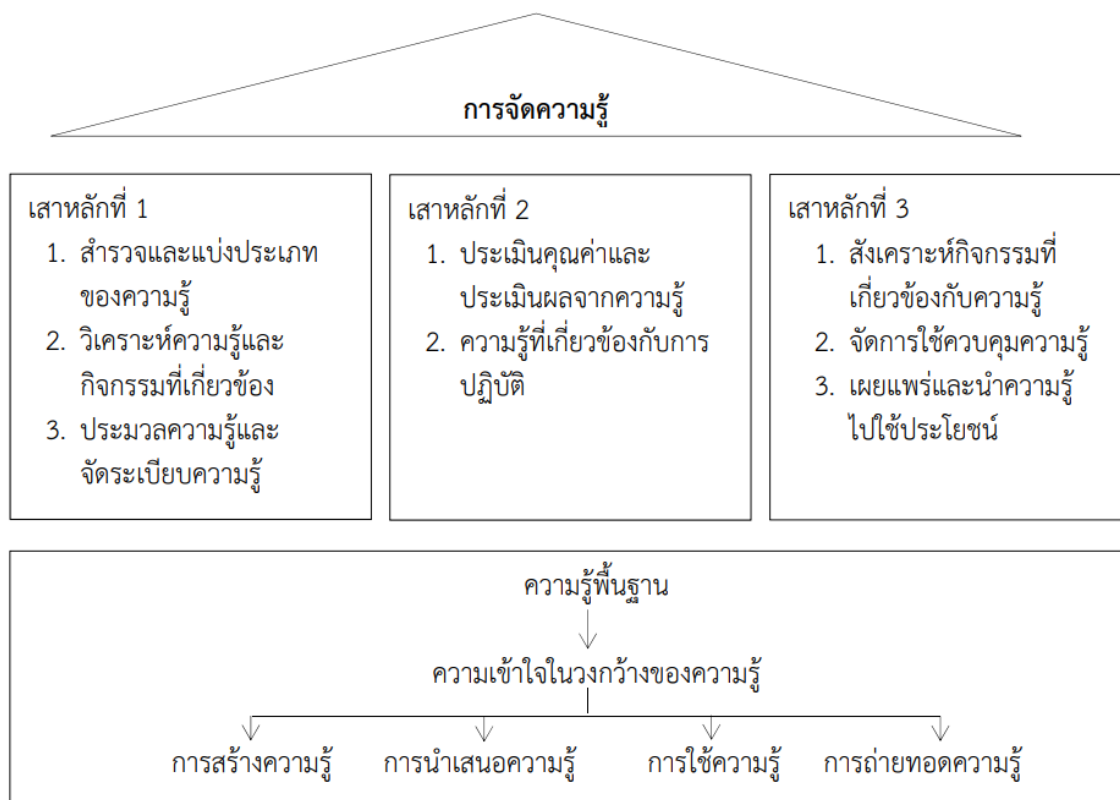 การจัดความรู้
เสาหลักที่ 1
1. สำรวจและแบ่งประเภท
ของความรู้
2. วิเคราะห์ความรู้และ
กิจกรรมที่เกี่ยวข้อง
3. ประมวลความรู้และ
จัดระเบียบความรู้
เสาหลักที่ 2
1. ประเมินคุณค่าและ
ประเมินผลจากความรู้
2. ความรู้ที่เกี่ยวข้องกับการ
ปฏิบัติ
เสาหลักที่ 3
1. สังเคราะห์กิจกรรมที่
เกี่ยวข้องกับความรู้
2. จัดการใช้ควบคุมความรู้
3. เผยแพร่และนำความรู้
ไปใช้ประโยชน์
ความรู้พื้นฐาน
ความเข้าใจในวงกว้างของความรู้
การสร้างความรู้ การนำเสนอความรู้ การใช้ความรู้ การถ่ายทอดความรู้